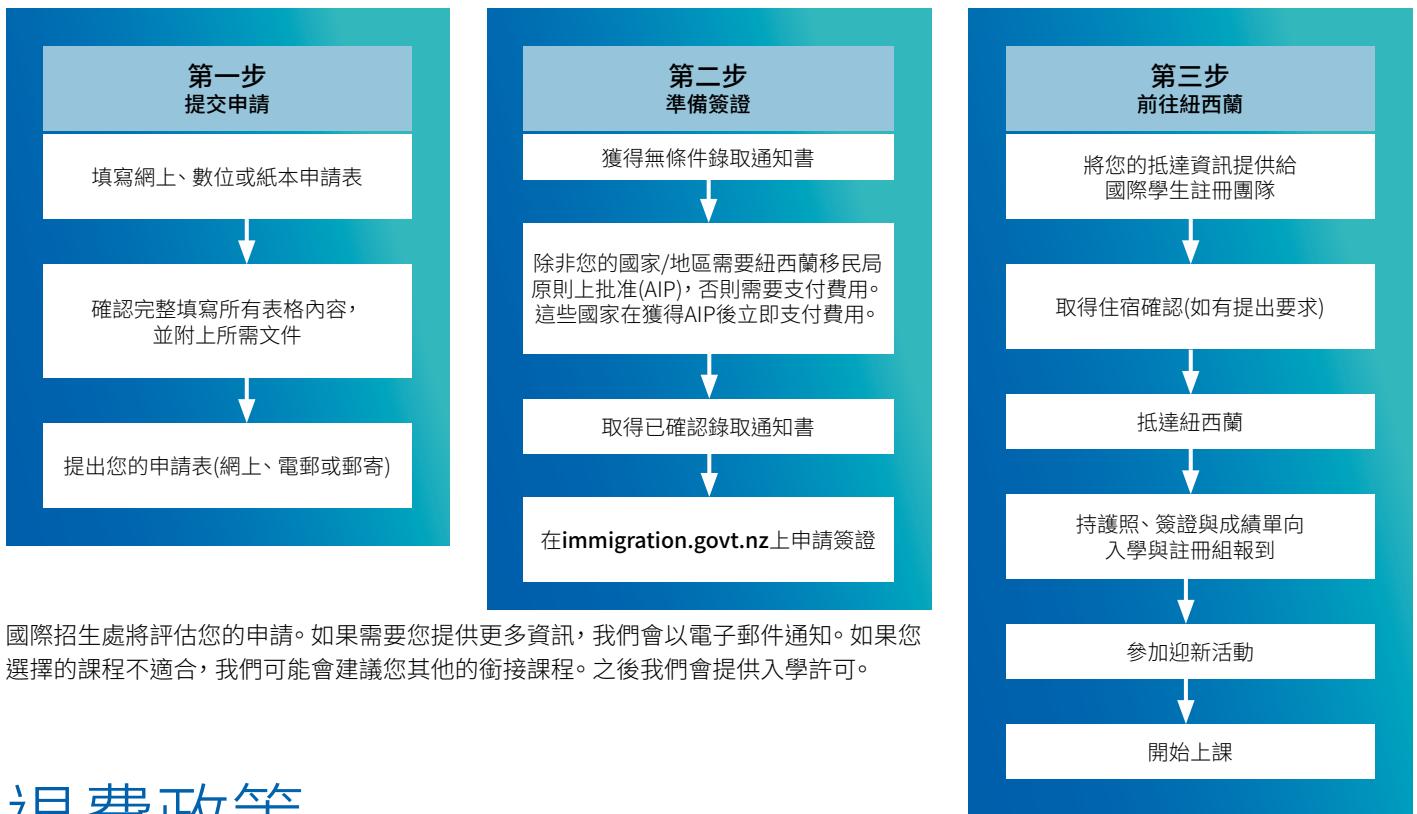 第一步
提交申請
填寫網上、數位或紙本申請表
確認完整填寫所有表格內容，
並附上所需文件
提出您的申請表(網上、電郵或郵寄)
第二步
準備簽證
獲得無條件錄取通知書
除非您的國家/地區需要紐西蘭移民局
原則上批准(AIP)，否則需要支付費用。
這些國家在獲得AIP後立即支付費用。
取得已確認錄取通知書
在immigration.govt.nz上申請簽證
第三步
前往紐西蘭
將您的抵達資訊提供給
國際學生註冊團隊
取得住宿確認(如有提出要求)
抵達紐西蘭
持護照、簽證與成績單向
入學與註冊組報到
參加迎新活動
開始上課
國際招生處將評估您的申請。如果需要您提供更多資訊，我們會以電子郵件通知。如果您
選擇的課程不適合，我們可能會建議您其他的銜接課程。之後我們會提供入學許可。
退費政策